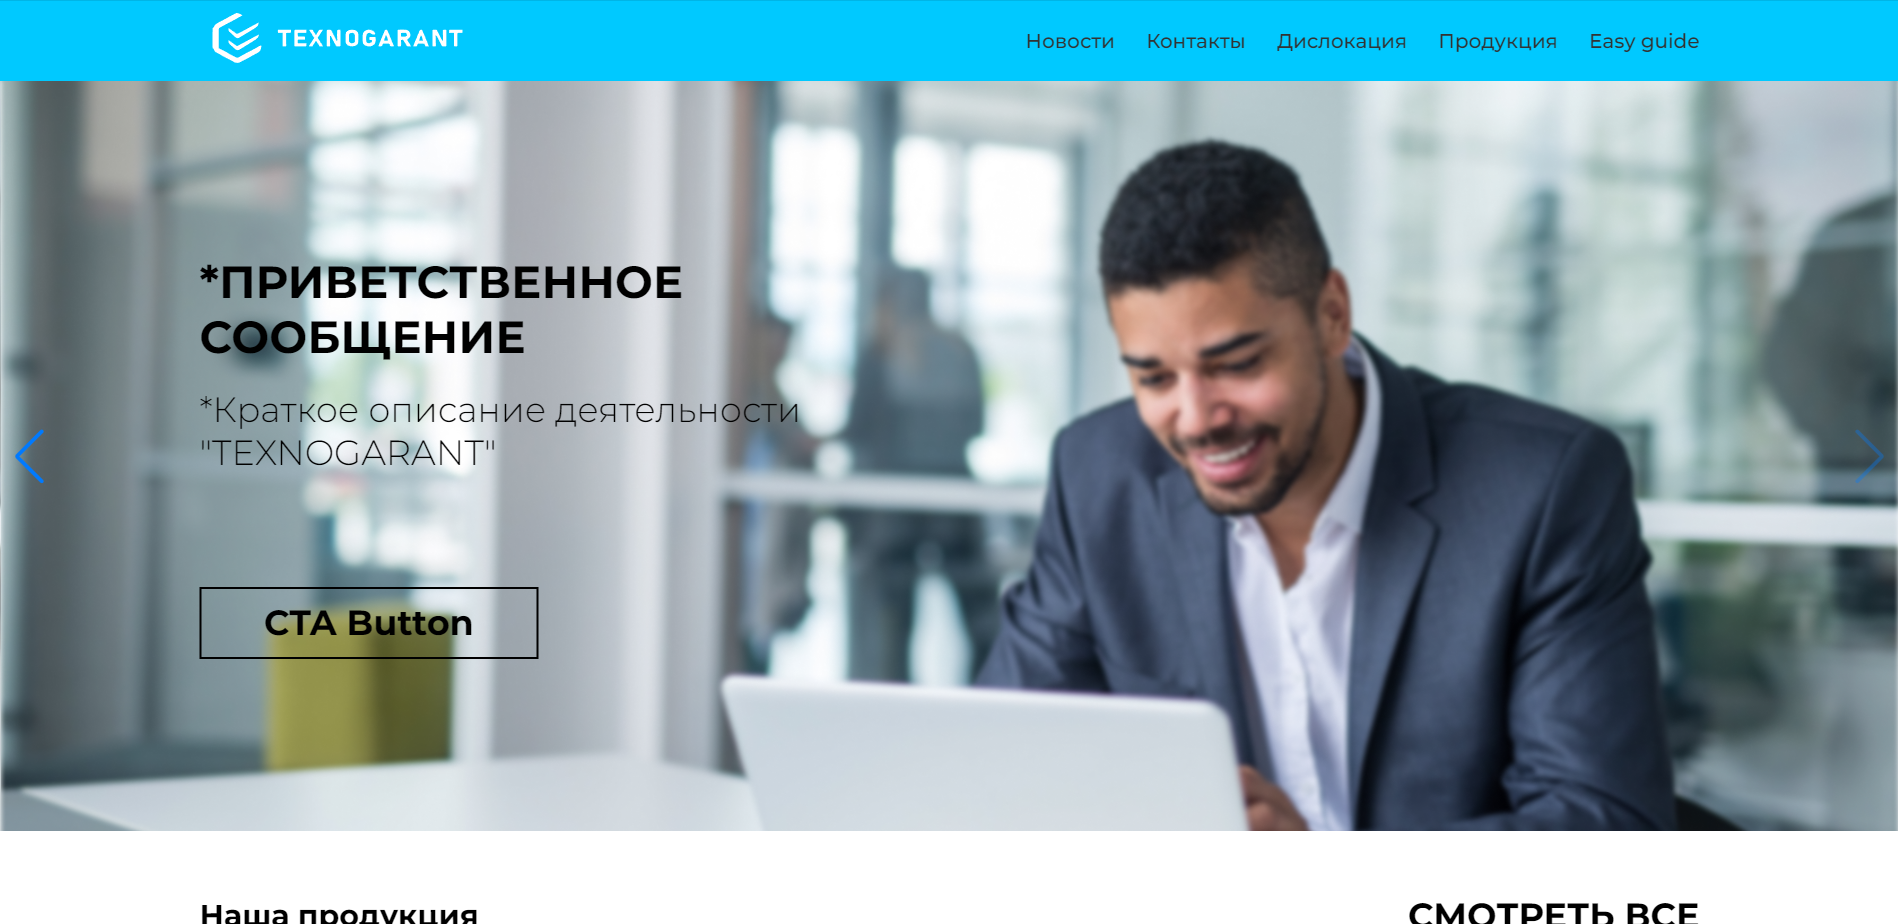 TEXNOGARANT
Новости Контакты Дислокация Продукция Easy guide
*ПРИВЕТСТВЕННОЕ
СООБЩЕНИЕ
*Краткое описание деятельности
"TEXNOGARANT"
CTA Button
Наша продукция СМОТРЕТЬ ВСЕ